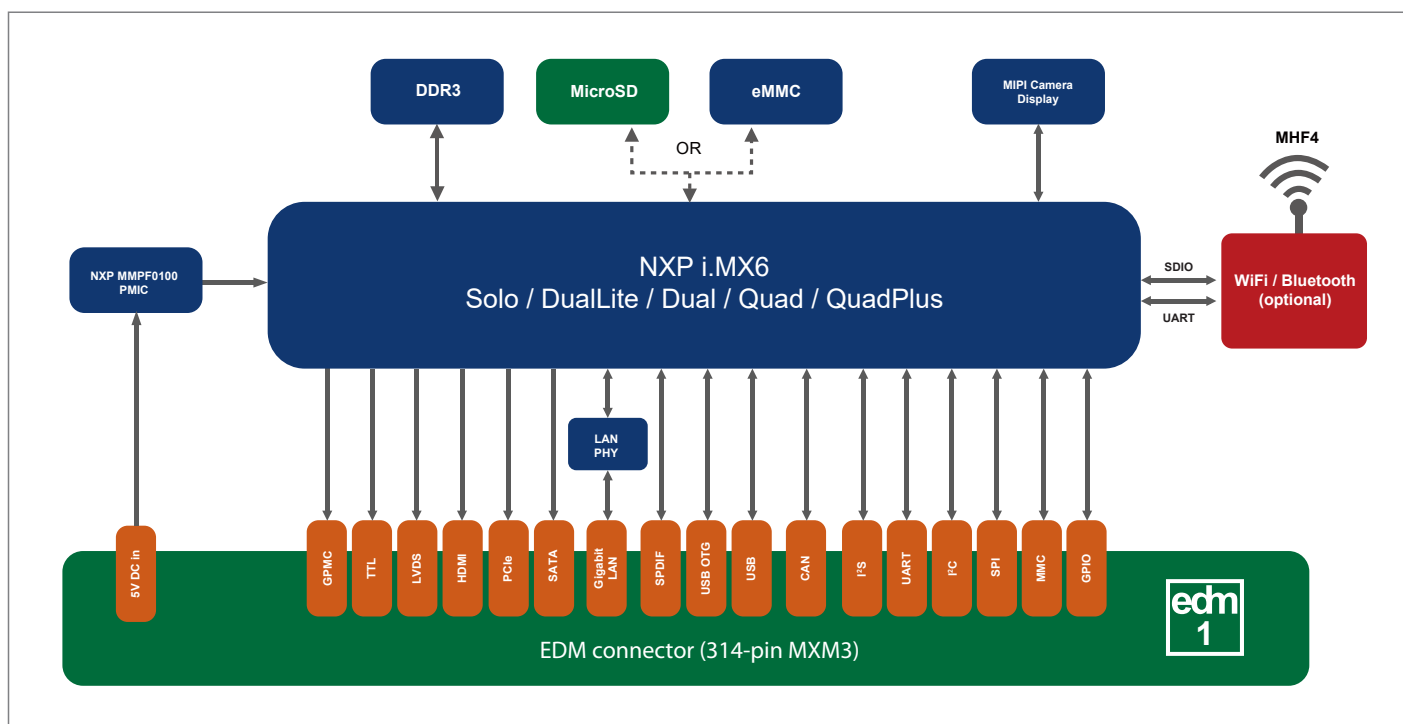 DDR3
MicroSD
eMMC
MIPI Camera
Display
OR
MHF4
NXP MMPF0100
PMIC
NXP i.MX6
Solo / DualLite / Dual / Quad / QuadPlus
SDIO
UART
WiFi / Bluetooth
(optional)
LAN
PHY
5V DC in
GPMC
TTL
LVDS
HDMI
PCIe
SATA
Gigabit
LAN
SPDIF
USB OTG
USB
CAN
I²S
UART
I²C
SPI
MMC
GPIO
edm
1
EDM connector (314-pin MXM3)